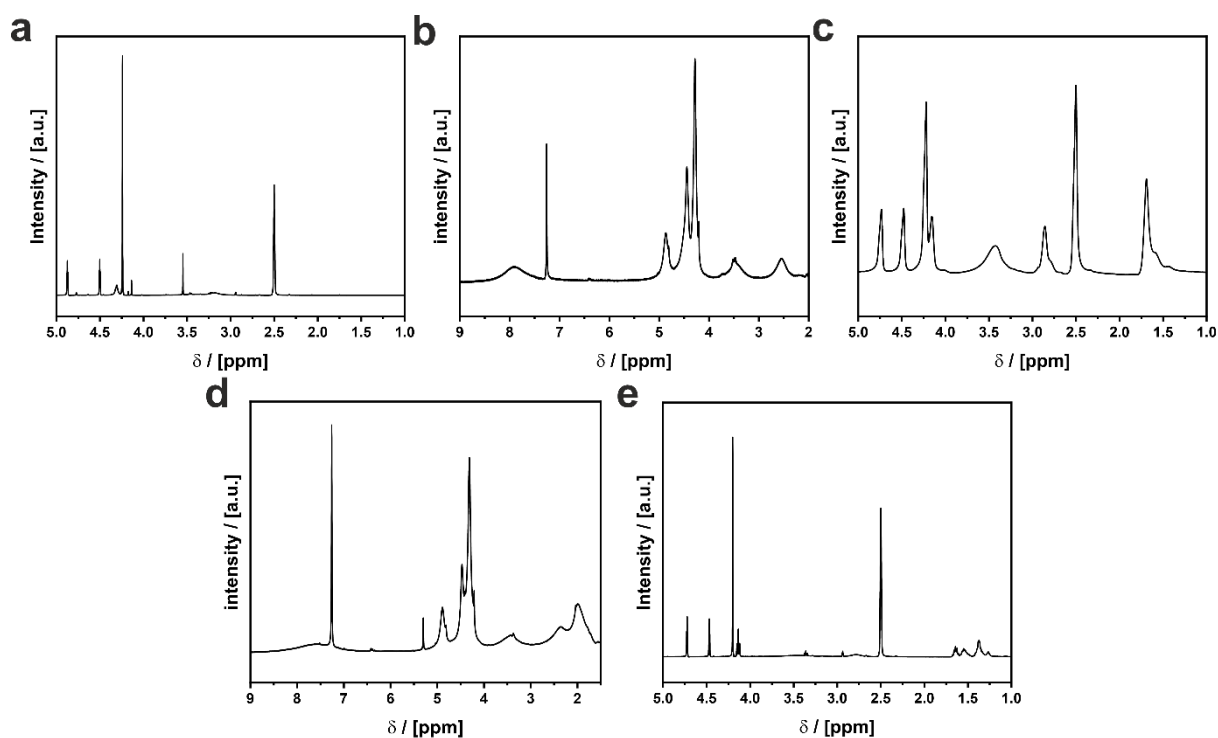 a
Intensity / [a.u.]
5.0 4.5 4.0 3.5 3.0 2.5 2.0 1.5 1.0
δ / [ppm]
b
intensity / [a.u.]
9 8 7 6 5 4 3 2
δ / [ppm]
c
Intensity / [a.u.]
5.0 4.5 4.0 3.5 3.0 2.5 2.0 1.5 1.0
δ / [ppm]
d
intensity / [a.u.]
9 8 7 6 5 4 3 2
δ / [ppm]
e
Intensity / [a.u.]
5.0 4.5 4.0 3.5 3.0 2.5 2.0 1.5 1.0
δ / [ppm]